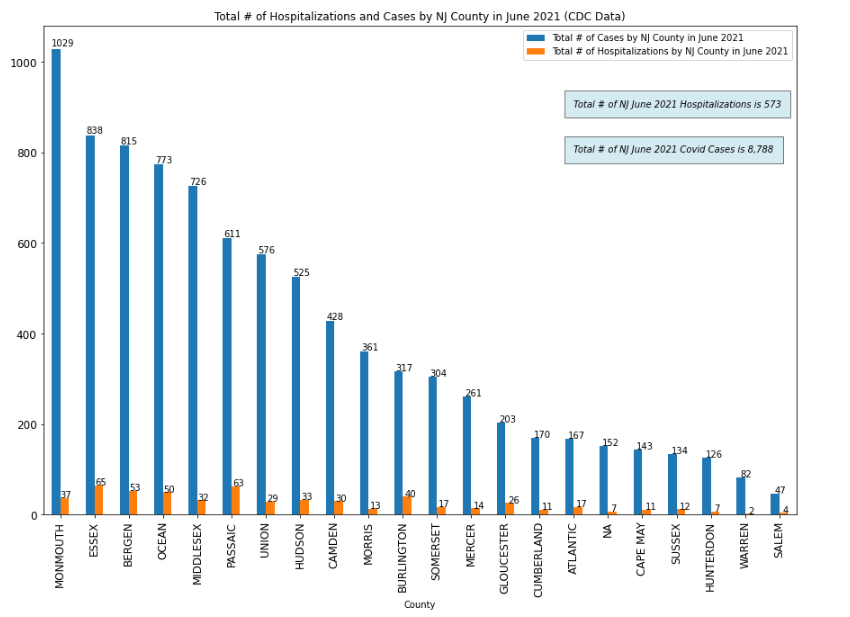 Total # of Hospitalizations and Cases by NJ County in June 2021 (CDC Data)
Total # of Cases by NJ County in June 2021
Total # of Hospitalizations by NJ County in June 2021
Total # of NJ June 2021 Hospitalizations is 573
Total # of NJ June 2021 Covid Cases is 8,788
1000
800
600
400
200
0
1029 838 815 773 726 611 576 525 428 361 317 304 261 203 170 167 152 143 134 126 82 47
37 65 53 50 32 63 29 33 30 13 40 17 14 26 11 17 7 11 12 7 2 4
MONMOUTH
ESSEX
BERGEN
OCEAN
MIDDLESEX
PASSAIC
UNION
HUDSON
CAMDEN
MORRIS
BURLINGTON
SOMERSET
MERCER
GLOUCESTER
CUMBERLAND
ATLANTIC
NA
CAPE MAY
SUSSEX
HUNTERDON
WARREN
SALEM
County